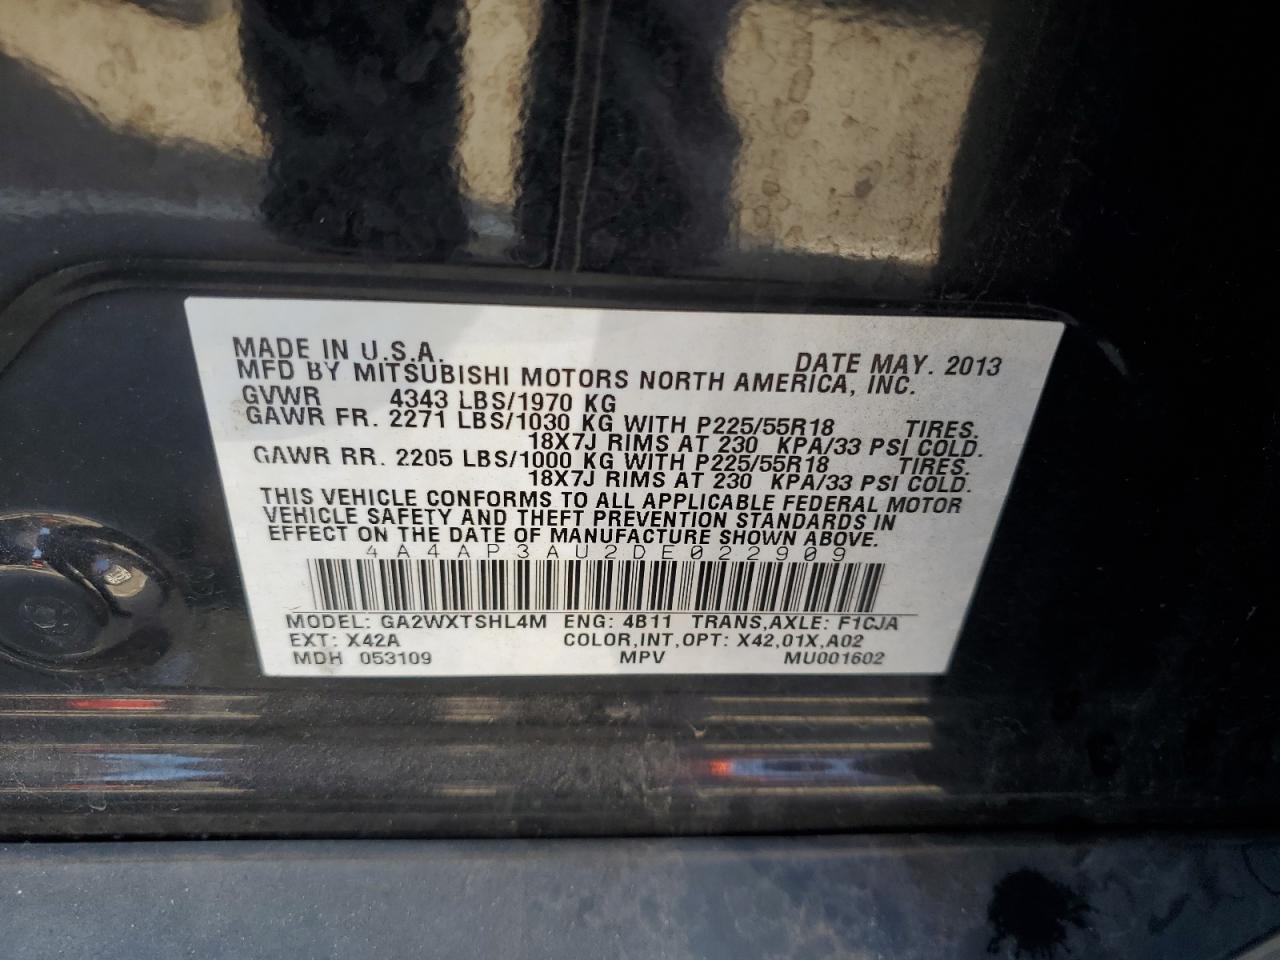 MADE IN U.S.A. DATE MAY. 2013
MFD BY MITSUBISHI MOTORS NORTH AMERICA, INC.
GVWR 4343 LBS/1970 KG
GAWR FR. 2271 LBS/1030 KG WITH P225/55R18 TIRES.
18X7J RIMS AT 230 KPA/33 PSI COLD.
GAWR RR. 2205 LBS/1000 KG WITH P225/55R18 TIRES.
18X7J RIMS AT 230 KPA/33 PSI COLD.
THIS VEHICLE CONFORMS TO ALL APPLICABLE FEDERAL MOTOR
VEHICLE SAFETY AND THEFT PREVENTION STANDARDS IN
EFFECT ON THE DATE OF MANUFACTURE SHOWN ABOVE.
4A4AP3AU2DE022909
MODEL: GA2WXTSHL4M ENG: 4B11 TRANS,AXLE: F1CJA
EXT: X42A COLOR,INT,OPT: X42,01X,A02
MDH 053109 MPV MU001602